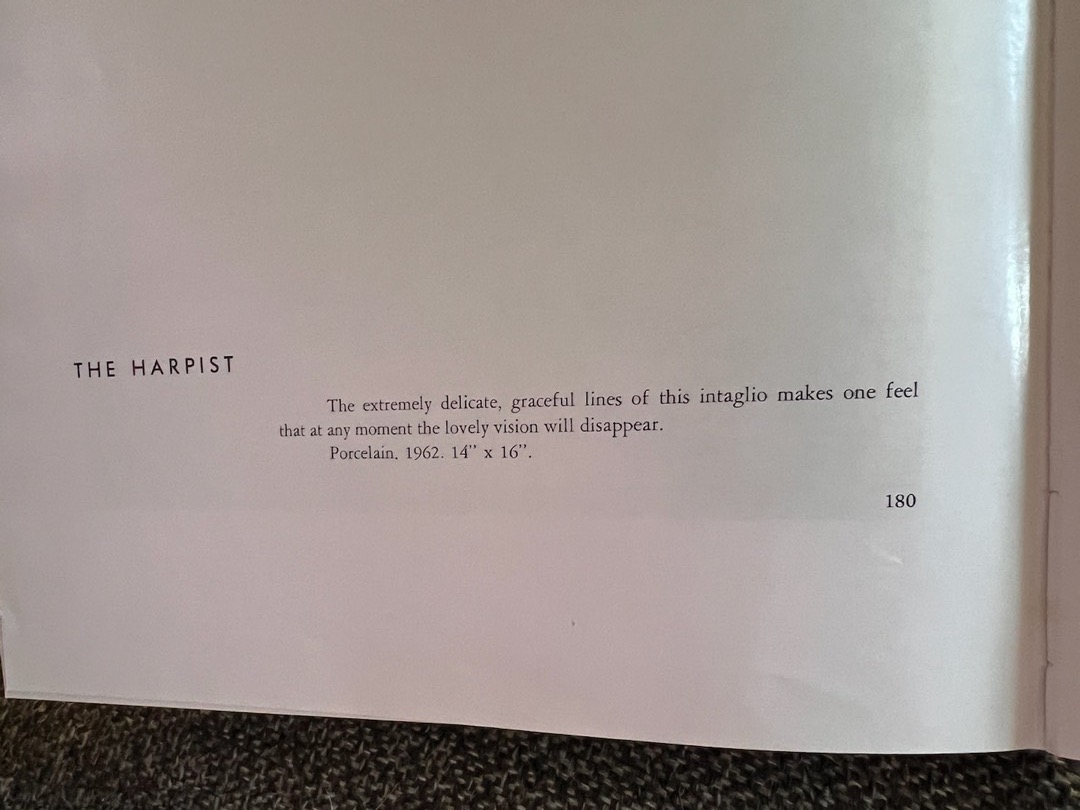 THE HARPIST
The extremely delicate, graceful lines of this intaglio makes one feel
that at any moment the lovely vision will disappear.
Porcelain. 1962. 14" x 16".
180